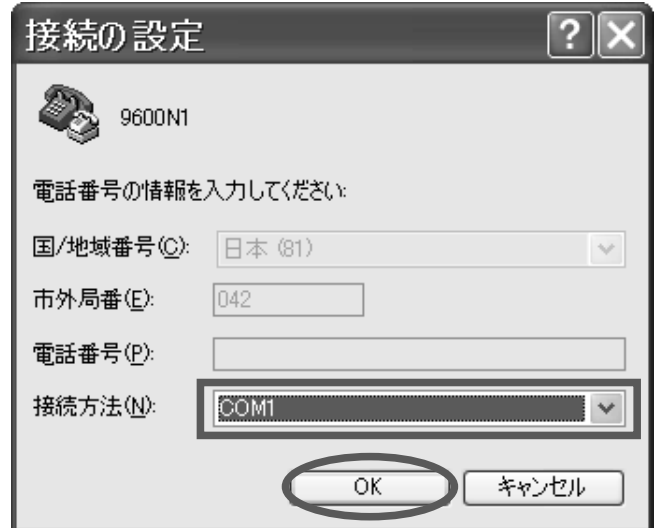 接続の設定
9600N1
電話番号の情報を入力してください:
国/地域番号(C): 日本 (81)
市外局番(E): 042
電話番号(P):
接続方法(N): COM1
OK キャンセル